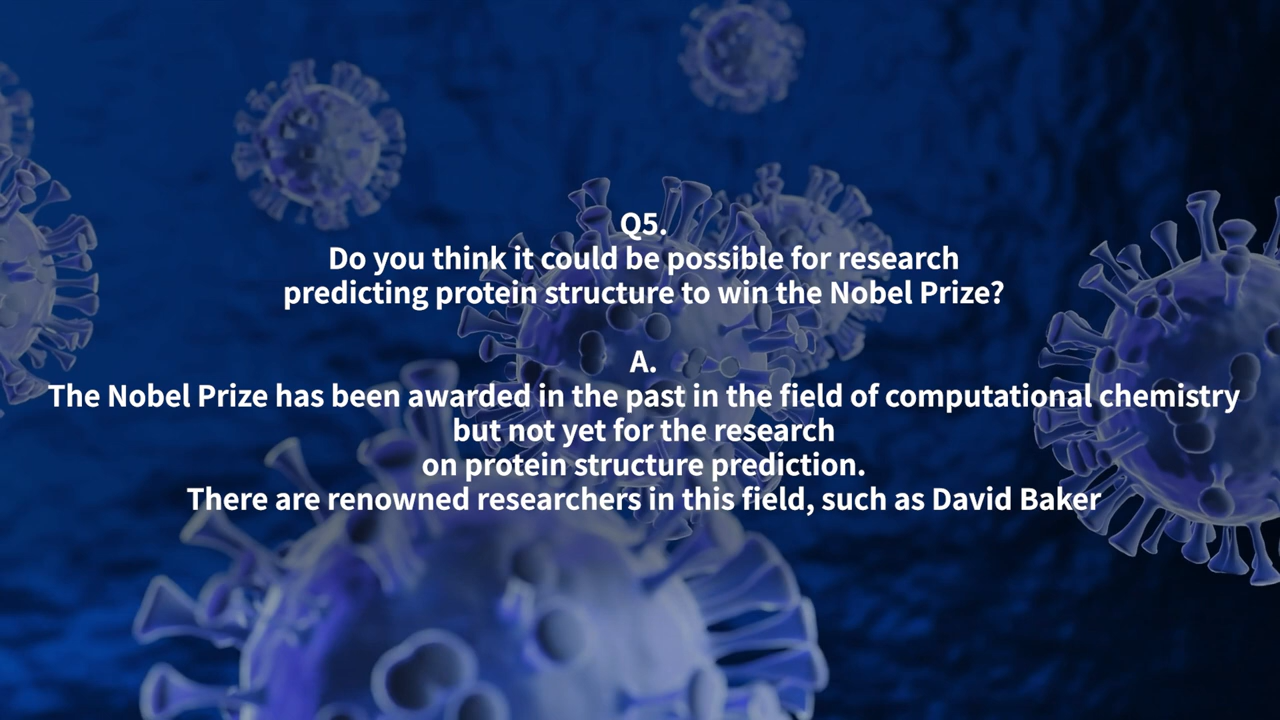 Q5.
Do you think it could be possible for research
predicting protein structure to win the Nobel Prize?
A.
The Nobel Prize has been awarded in the past in the field of computational chemistry
but not yet for the research
on protein structure prediction.
There are renowned researchers in this field, such as David Baker